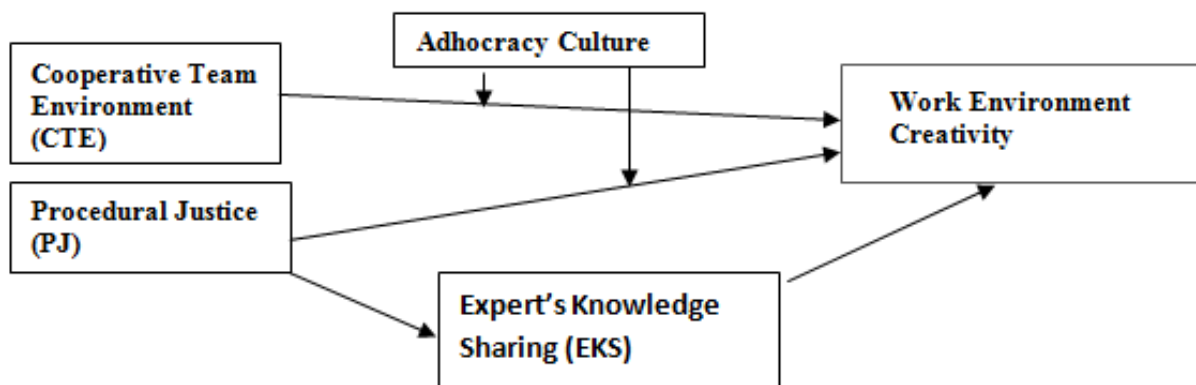 Adhocracy Culture
Cooperative Team
Environment
(CTE)
Work Environment
Creativity
Procedural Justice
(PJ)
Expert’s Knowledge
Sharing (EKS)